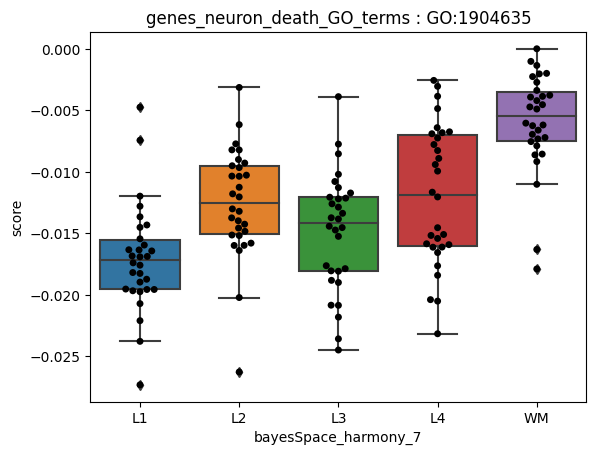 genes_neuron_death_GO_terms : GO:1904635
0.000
−0.005
−0.010
−0.015
−0.020
−0.025
score
L1 L2 L3 L4 WM
bayesSpace_harmony_7